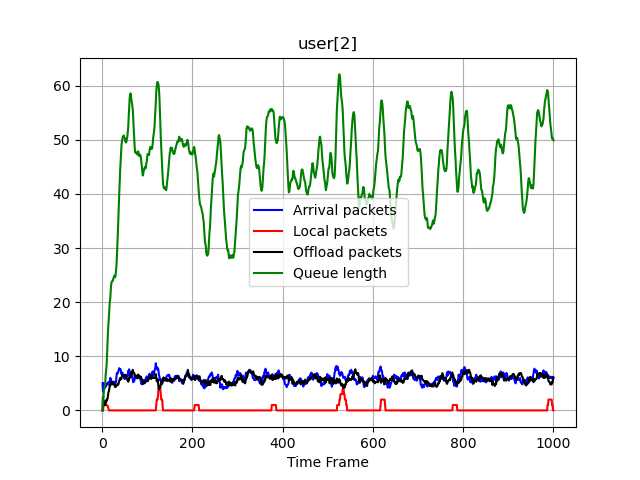 user[2]
60
50
40
30
20
10
0
Arrival packets
Local packets
Offload packets
Queue length
0 200 400 600 800 1000
Time Frame